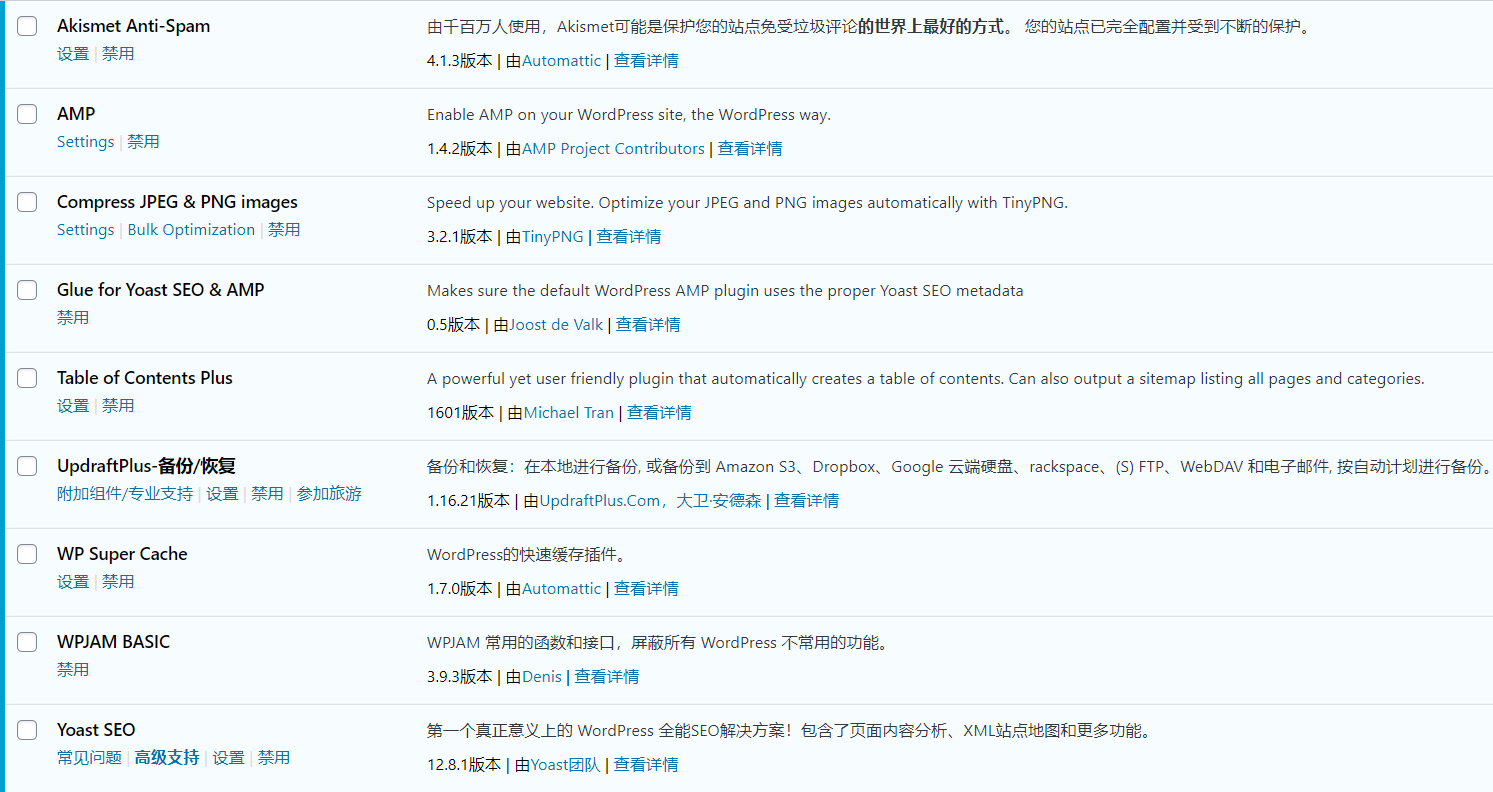 Akismet Anti-Spam
由千百万人使用，Akismet可能是保护您的站点免受垃圾评论的世界上最好的方式。 您的站点已完全配置并受到不断的保护。
设置 | 禁用
4.1.3版本 | 由Automattic | 查看详情
AMP
Enable AMP on your WordPress site, the WordPress way.
Settings | 禁用
1.4.2版本 | 由AMP Project Contributors | 查看详情
Compress JPEG & PNG images
Speed up your website. Optimize your JPEG and PNG images automatically with TinyPNG.
Settings | Bulk Optimization | 禁用
3.2.1版本 | 由TinyPNG | 查看详情
Glue for Yoast SEO & AMP
Makes sure the default WordPress AMP plugin uses the proper Yoast SEO metadata
禁用
0.5版本 | 由Joost de Valk | 查看详情
Table of Contents Plus
A powerful yet user friendly plugin that automatically creates a table of contents. Can also output a sitemap listing all pages and categories.
设置 | 禁用
1601版本 | 由Michael Tran | 查看详情
UpdraftPlus-备份/恢复
备份和恢复：在本地进行备份, 或备份到 Amazon S3、Dropbox、Google 云端硬盘、rackspace、(S) FTP、WebDAV 和电子邮件, 按自动计划进行备份。
附加组件/专业支持 | 设置 | 禁用 | 参加旅游
1.16.21版本 | 由UpdraftPlus.Com，大卫·安德森 | 查看详情
WP Super Cache
WordPress的快速缓存插件。
设置 | 禁用
1.7.0版本 | 由Automattic | 查看详情
WPJAM BASIC
WPJAM 常用的函数和接口，屏蔽所有 WordPress 不常用的功能。
禁用
3.9.3版本 | 由Denis | 查看详情
Yoast SEO
第一个真正意义上的 WordPress 全能SEO解决方案！包含了页面内容分析、XML站点地图和更多功能。
常见问题 | 高级支持 | 设置 | 禁用
12.8.1版本 | 由Yoast团队 | 查看详情